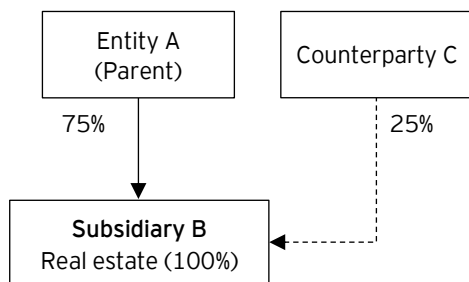 Entity A
(Parent)
Counterparty C
75%
25%
Subsidiary B
Real estate (100%)